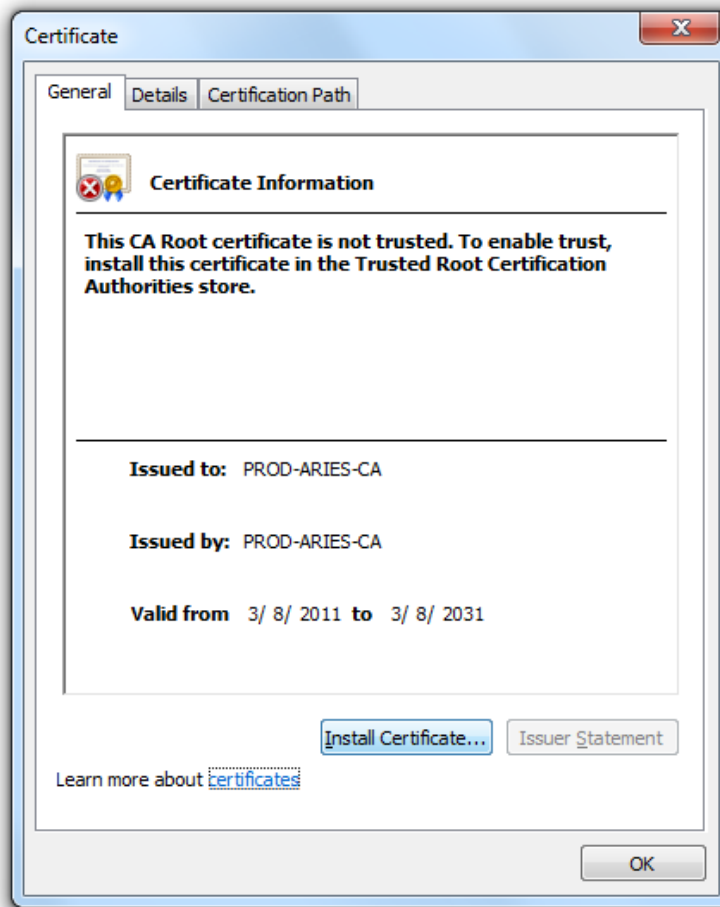 Certificate
General Details Certification Path
Certificate Information
This CA Root certificate is not trusted. To enable trust,
install this certificate in the Trusted Root Certification
Authorities store.
Issued to: PROD-ARIES-CA
Issued by: PROD-ARIES-CA
Valid from 3/ 8/ 2011 to 3/ 8/ 2031
Install Certificate... Issuer Statement
Learn more about certificates
OK